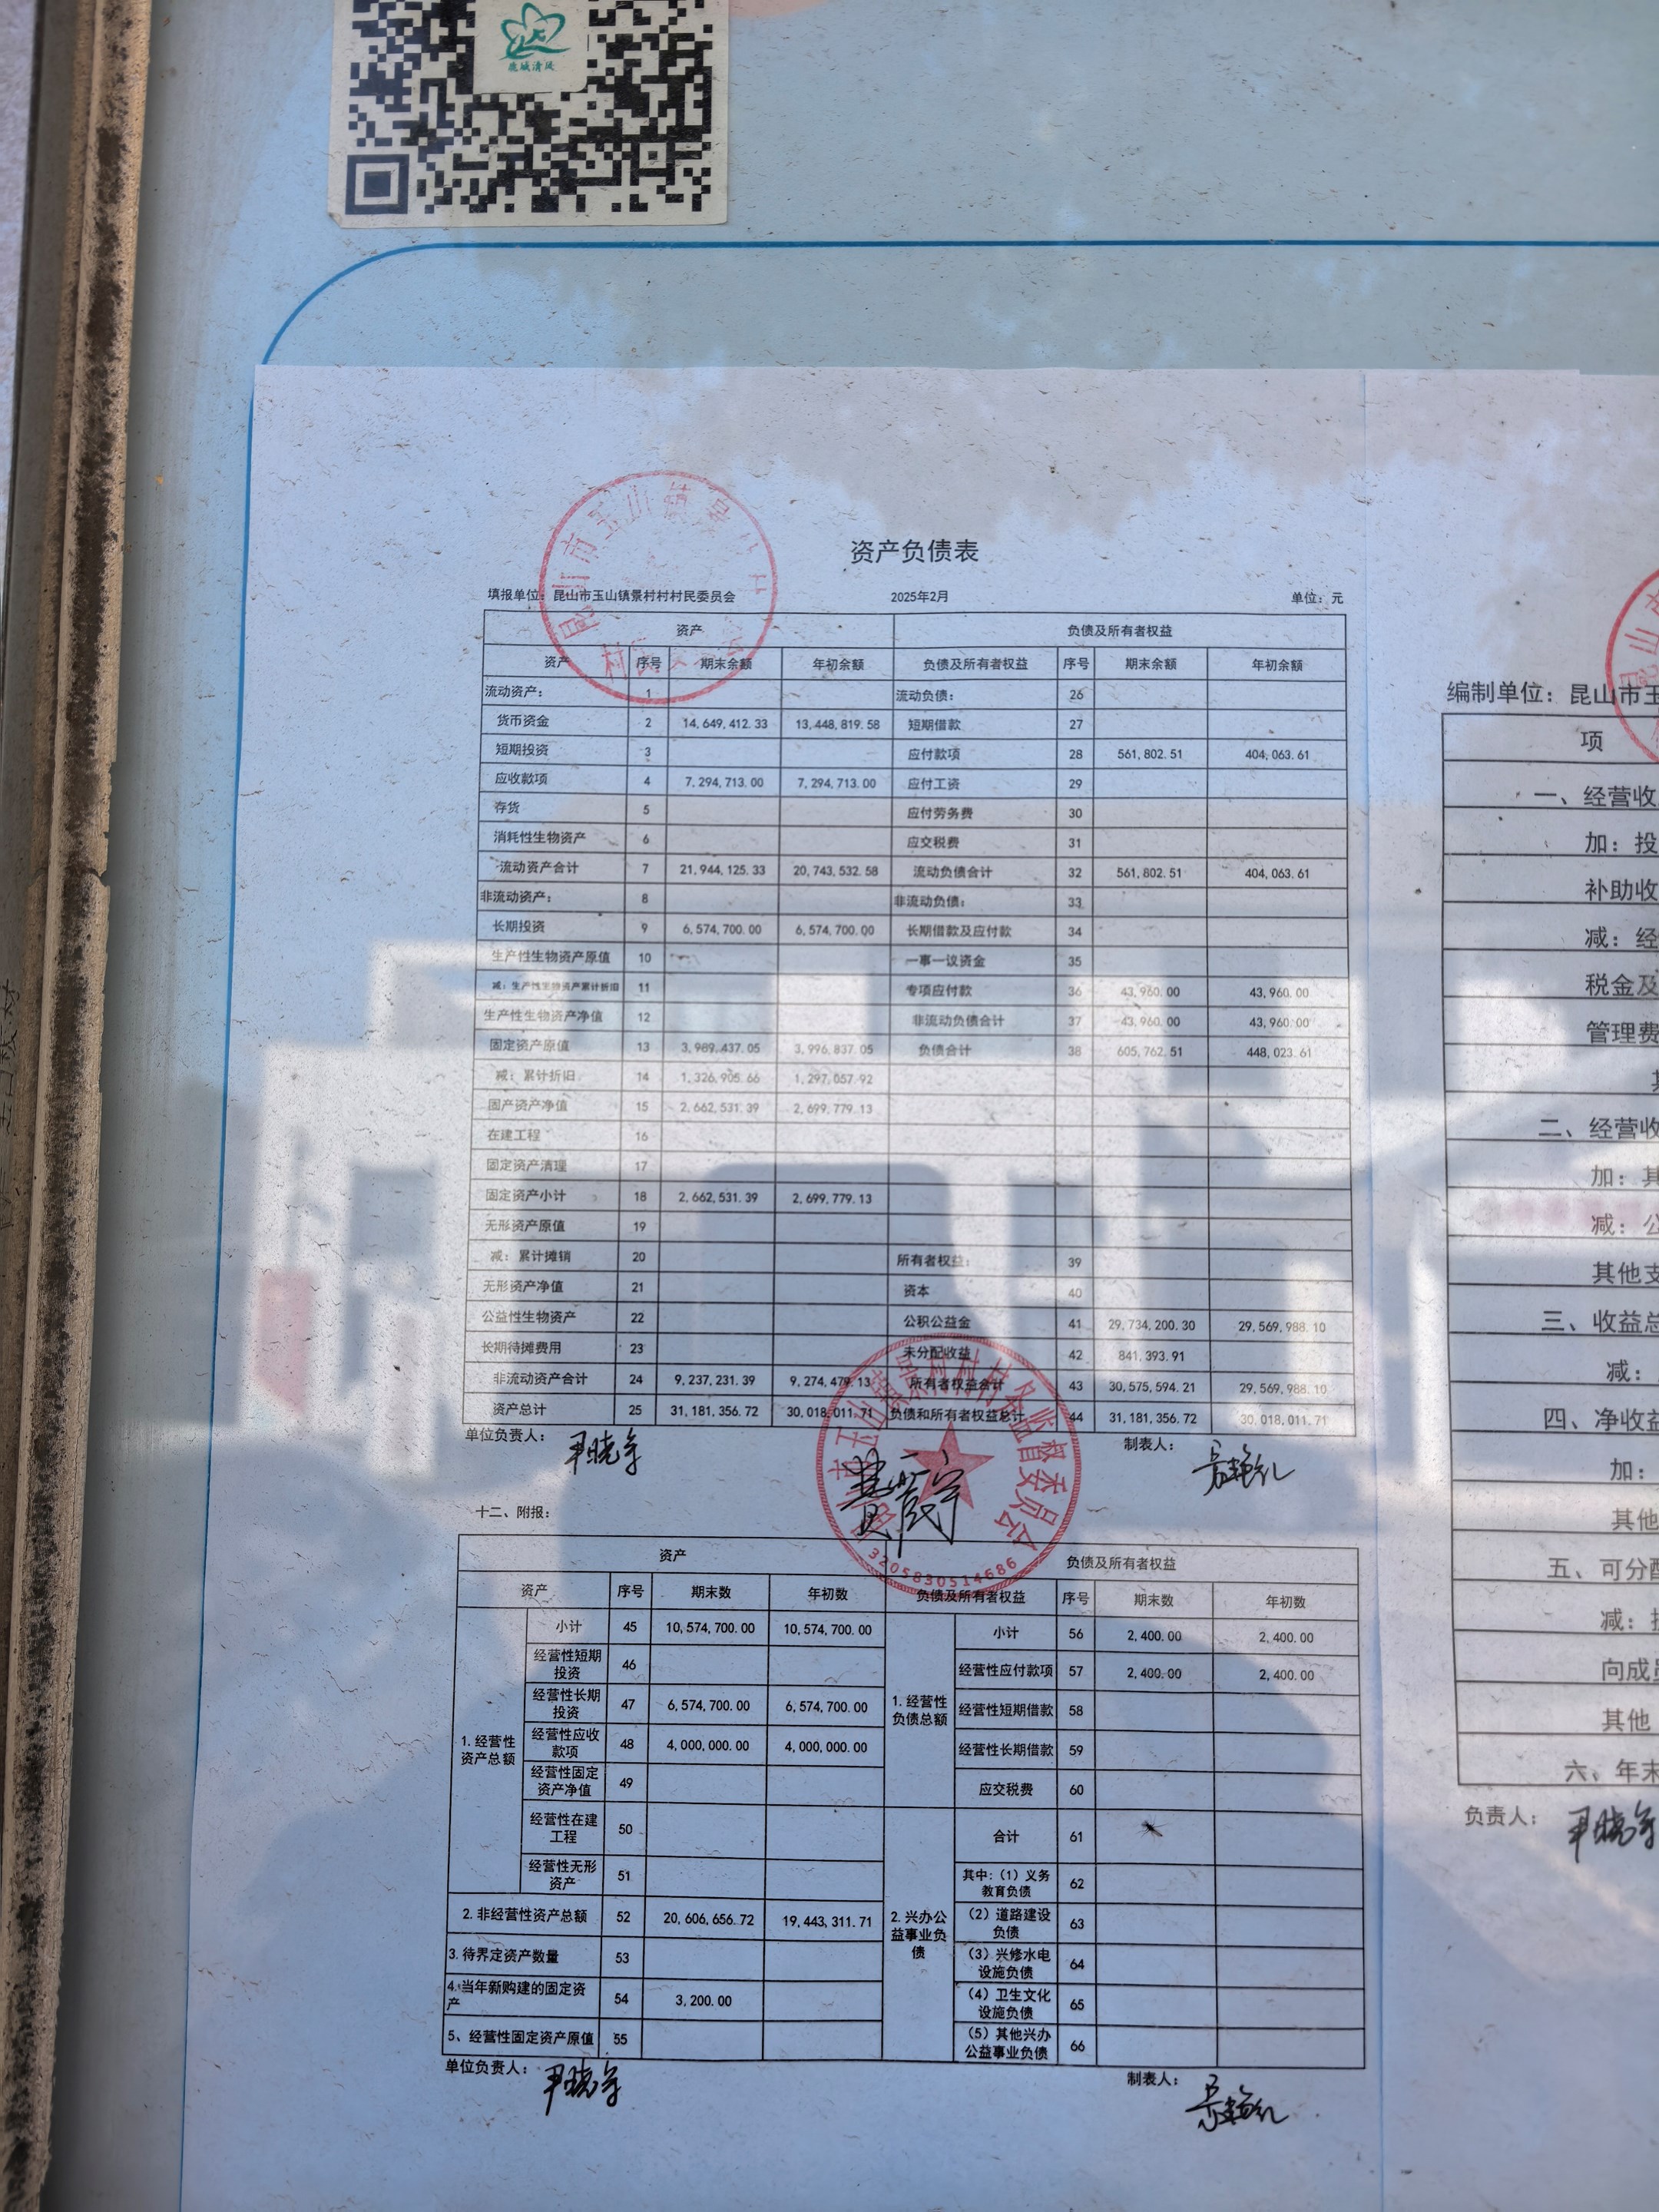 鹿城清风
资产负债表
填报单位：昆山市玉山镇景村村村民委员会 2025年2月 单位：元
资产 负债及所有者权益
资产 序号 期末余额 年初余额 负债及所有者权益 序号 期末余额 年初余额
流动资产： 1 流动负债： 26
货币资金 2 14,649,412.33 13,448,819.58 短期借款 27
短期投资 3 应付款项 28 561,802.51 404,063.61
应收款项 4 7,294,713.00 7,294,713.00 应付工资 29
存货 5 应付劳务费 30
消耗性生物资产 6 应交税费 31
流动资产合计 7 21,944,125.33 20,743,532.58 流动负债合计 32 561,802.51 404,063.61
非流动资产： 8 非流动负债： 33
长期投资 9 6,574,700.00 6,574,700.00 长期借款及应付款 34
生产性生物资产原值 10 一事一议资金 35
减：生产性生物资产累计折旧 11 专项应付款 36 43,960.00 43,960.00
生产性生物资产净值 12 非流动负债合计 37 43,960.00 43,960.00
固定资产原值 13 3,989,437.05 3,996,837.05 负债合计 38 605,762.51 448,023.61
减：累计折旧 14 1,326,905.66 1,297,057.92
固产资产净值 15 2,662,531.39 2,699,779.13
在建工程 16
固定资产清理 17
固定资产小计 18 2,662,531.39 2,699,779.13
无形资产原值 19
减：累计摊销 20 所有者权益： 39
无形资产净值 21 资本 40
公益性生物资产 22 公积公益金 41 29,734,200.30 29,569,988.10
长期待摊费用 23 未分配收益 42 841,393.91
非流动资产合计 24 9,237,231.39 9,274,479.13 所有者权益合计 43 30,575,594.21 29,569,988.10
资产总计 25 31,181,356.72 30,018,011.71 负债和所有者权益总计 44 31,181,356.72 30,018,011.71
单位负责人： 制表人：
3205830514686
十二、附报：
资产 负债及所有者权益
资产 序号 期末数 年初数 负债及所有者权益 序号 期末数 年初数
1.经营性资产总额 小计 45 10,574,700.00 10,574,700.00 1.经营性负债总额 小计 56 2,400.00 2,400.00
经营性短期投资 46 经营性应付款项 57 2,400.00 2,400.00
经营性长期投资 47 6,574,700.00 6,574,700.00 经营性短期借款 58
经营性应收款项 48 4,000,000.00 4,000,000.00 经营性长期借款 59
经营性固定资产净值 49 应交税费 60
经营性在建工程 50 2.兴办公益事业负债 合计 61
经营性无形资产 51 其中：（1）义务教育负债 62
2.非经营性资产总额 52 20,606,656.72 19,443,311.71 （2）道路建设负债 63
3.待界定资产数量 53 （3）兴修水电设施负债 64
4.当年新购建的固定资产 54 3,200.00 （4）卫生文化设施负债 65
5、经营性固定资产原值 55 （5）其他兴办公益事业负债 66
单位负责人： 制表人：
编制单位：昆山市玉
项
一、经营收
加：投
补助收
减：经
税金及
管理费
二、经营收
加：其
减：公
其他支
三、收益总
减：
四、净收益
加：
其他
五、可分配
减：提
向成员
其他
六、年末
负责人：